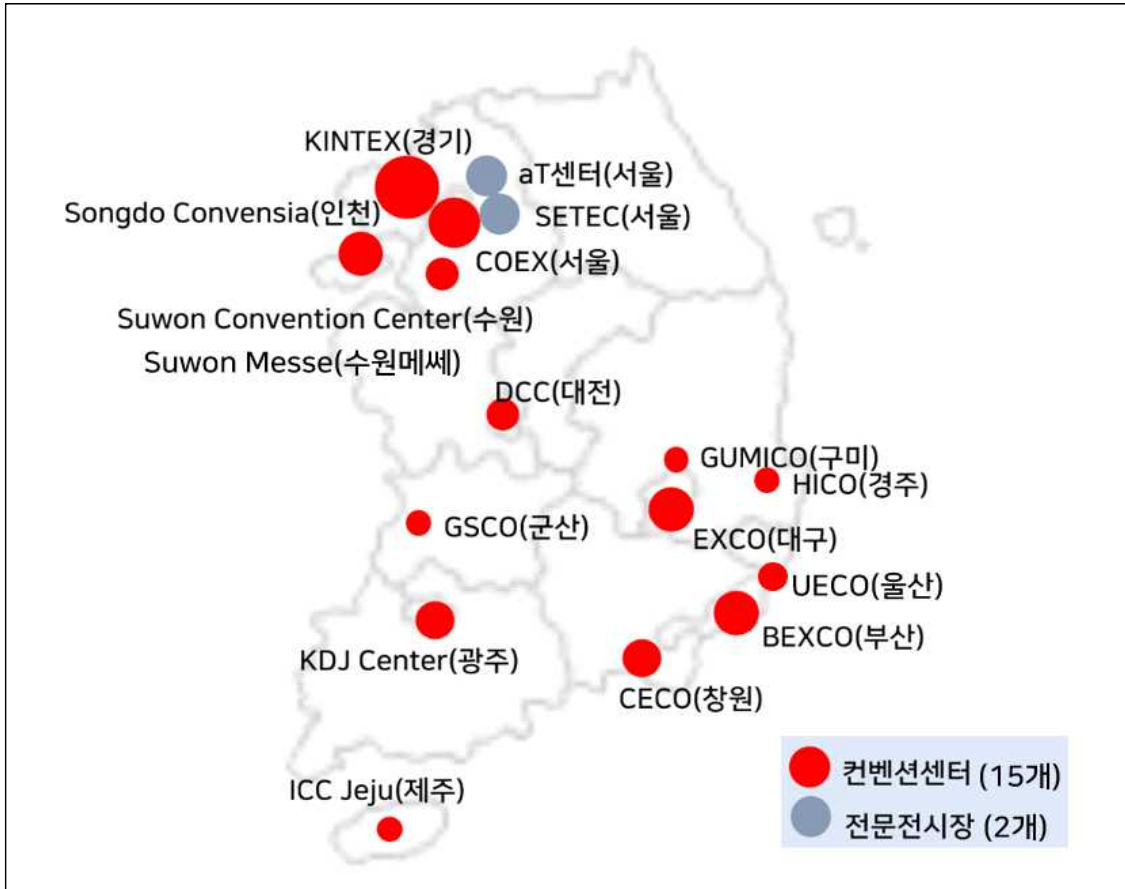 KINTEX(경기)
aT센터(서울)
Songdo Convensia(인천)
SETEC(서울)
COEX(서울)
Suwon Convention Center(수원)
Suwon Messe(수원메쎄)
DCC(대전)
GUMICO(구미)
HICO(경주)
GSCO(군산)
EXCO(대구)
UECO(울산)
BEXCO(부산)
KDJ Center(광주)
CECO(창원)
ICC Jeju(제주)
컨벤션센터 (15개)
전문전시장 (2개)